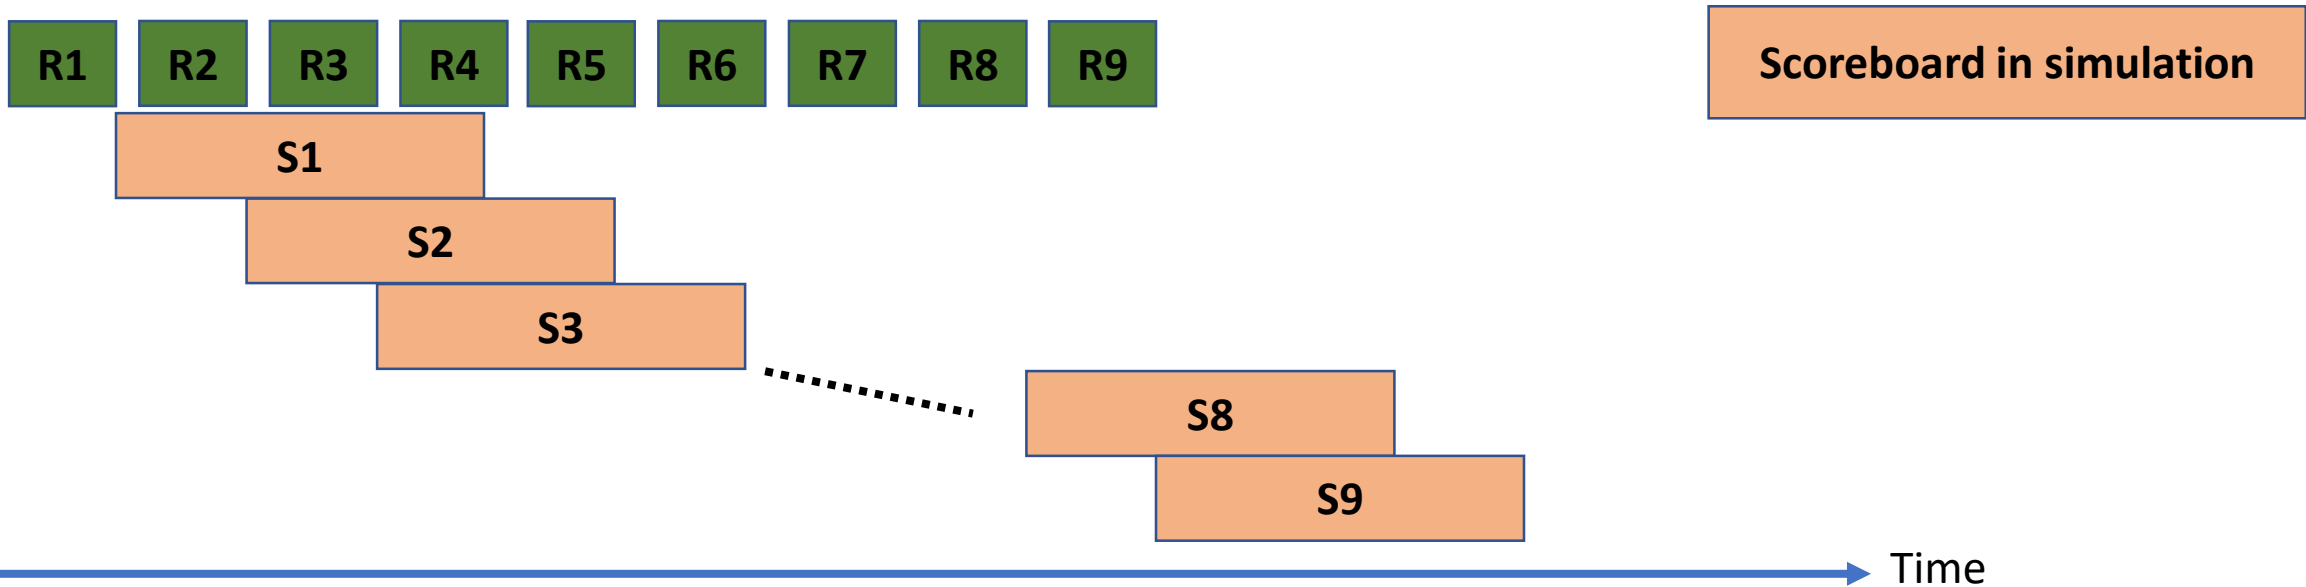 R1 R2 R3 R4 R5 R6 R7 R8 R9
Scoreboard in simulation
S1
S2
S3
S8
S9
Time